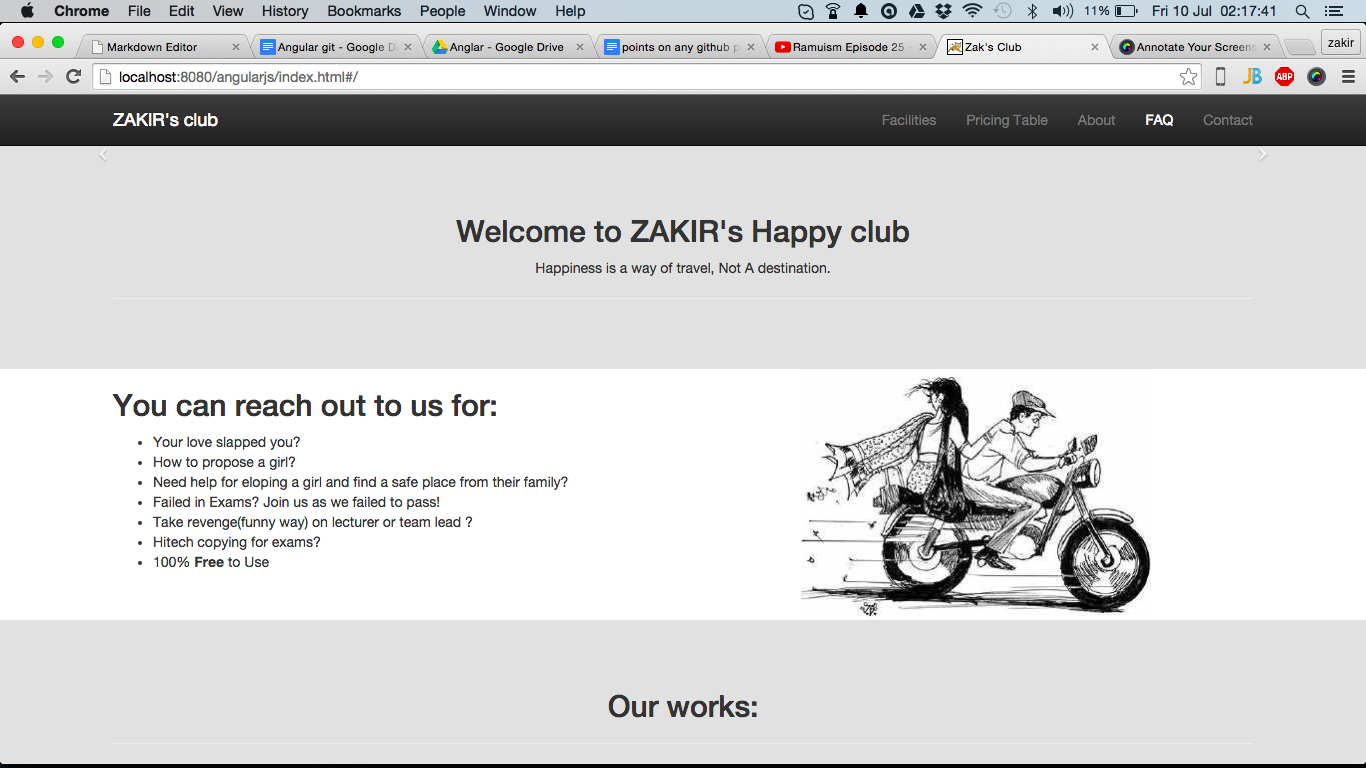 Chrome File Edit View History Bookmarks People Window Help 11% Fri 10 Jul 02:17:41
Markdown Editor Angular git - Google D Anglar - Google Drive points on any github p Ramuism Episode 25 - Zak's Club Annotate Your Screens zakir
localhost:8080/angularjs/index.html#/ JB ABP
ZAKIR's club Facilities Pricing Table About FAQ Contact
Welcome to ZAKIR's Happy club
Happiness is a way of travel, Not A destination.
You can reach out to us for:
• Your love slapped you?
• How to propose a girl?
• Need help for eloping a girl and find a safe place from their family?
• Failed in Exams? Join us as we failed to pass!
• Take revenge(funny way) on lecturer or team lead ?
• Hitech copying for exams?
• 100% Free to Use
Our works: